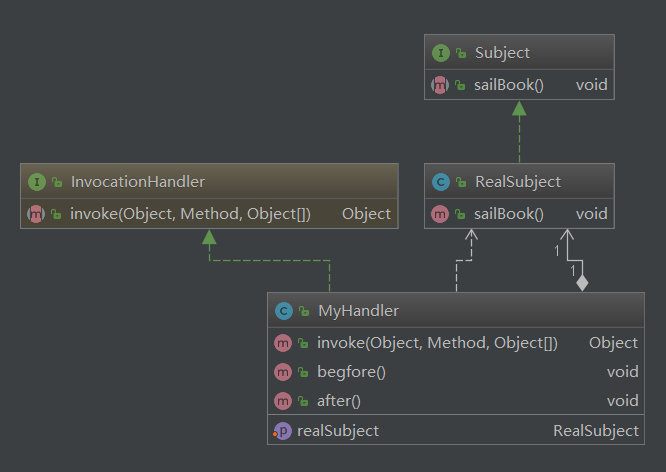 I Subject
m sailBook() void
I InvocationHandler
m invoke(Object, Method, Object[]) Object
C RealSubject
m sailBook() void
1
1
C MyHandler
m invoke(Object, Method, Object[]) Object
m begfore() void
m after() void
p realSubject RealSubject